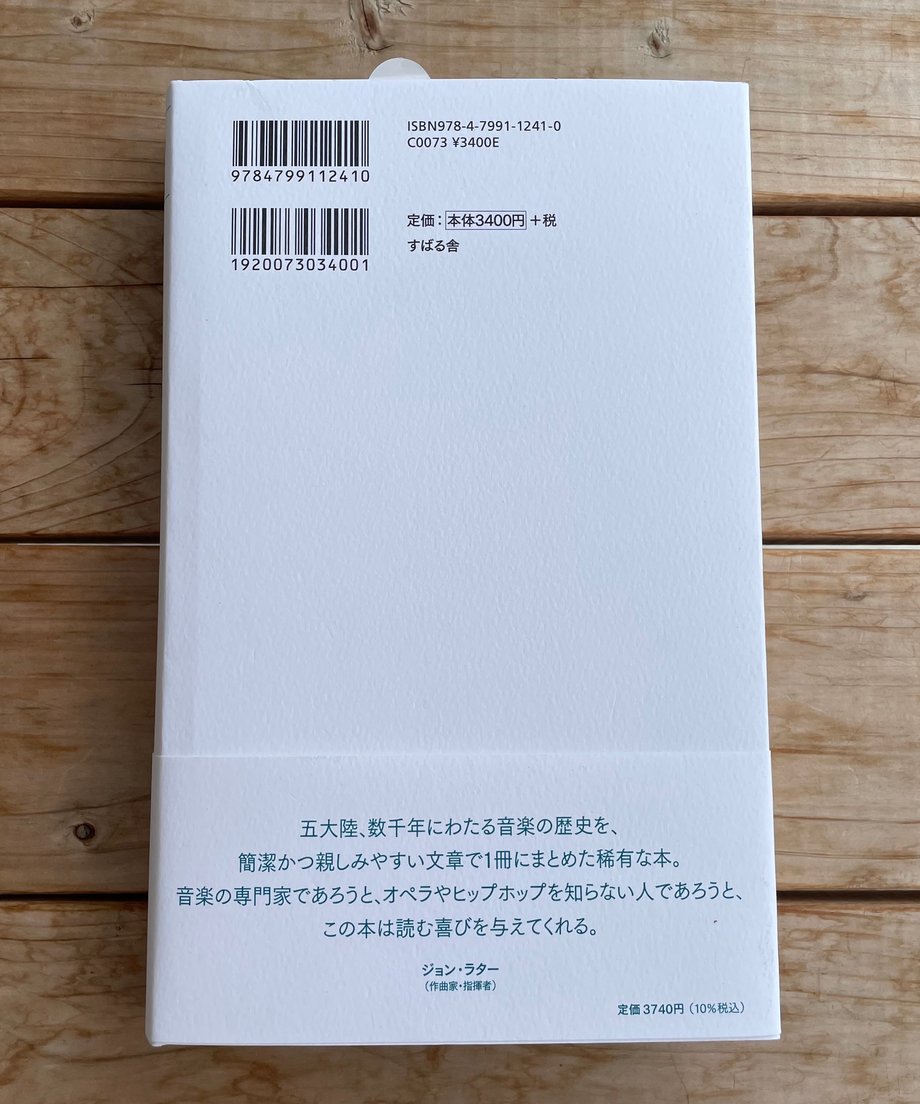 ISBN978-4-7991-1241-0
C0073 ¥3400E
9784799112410
定価：本体3400円＋税
すばる舎
1920073034001
五大陸、数千年にわたる音楽の歴史を、
簡潔かつ親しみやすい文章で1冊にまとめた稀有な本。
音楽の専門家であろうと、オペラやヒップホップを知らない人であろうと、
この本は読む喜びを与えてくれる。
ジョン・ラター
（作曲家・指揮者）
定価 3740円（10%税込）